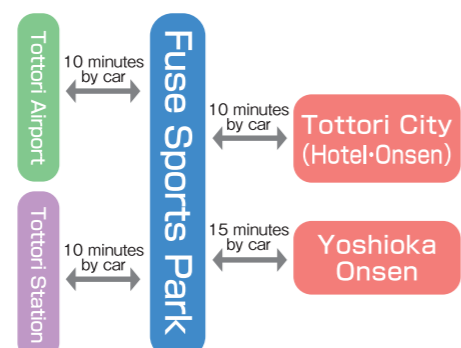 Tottori Airport
10 minutes
by car
Fuse Sports Park
10 minutes
by car
Tottori City
(Hotel・Onsen)
Tottori Station
10 minutes
by car
15 minutes
by car
Yoshioka
Onsen